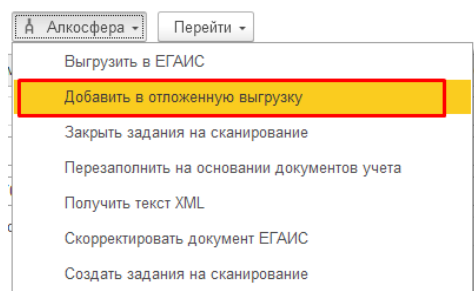 Алкосфера
Перейти
Выгрузить в ЕГАИС
Добавить в отложенную выгрузку
Закрыть задания на сканирование
Перезаполнить на основании документов учета
Получить текст XML
Скорректировать документ ЕГАИС
Создать задания на сканирование